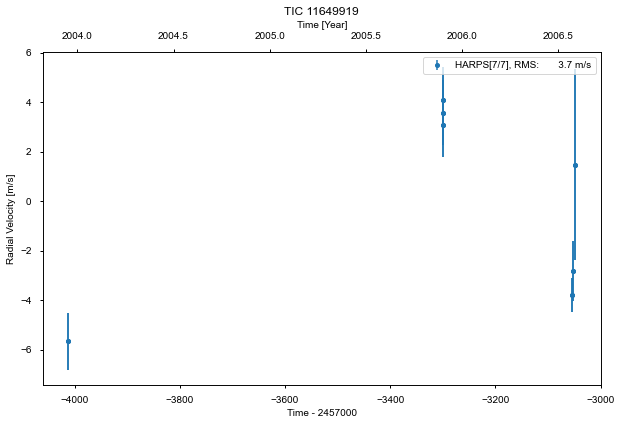 TIC 11649919
Time [Year]
2004.0 2004.5 2005.0 2005.5 2006.0 2006.5
HARPS[7/7], RMS: 3.7 m/s
Radial Velocity [m/s]
6
4
2
0
−2
−4
−6
−4000 −3800 −3600 −3400 −3200 −3000
Time - 2457000